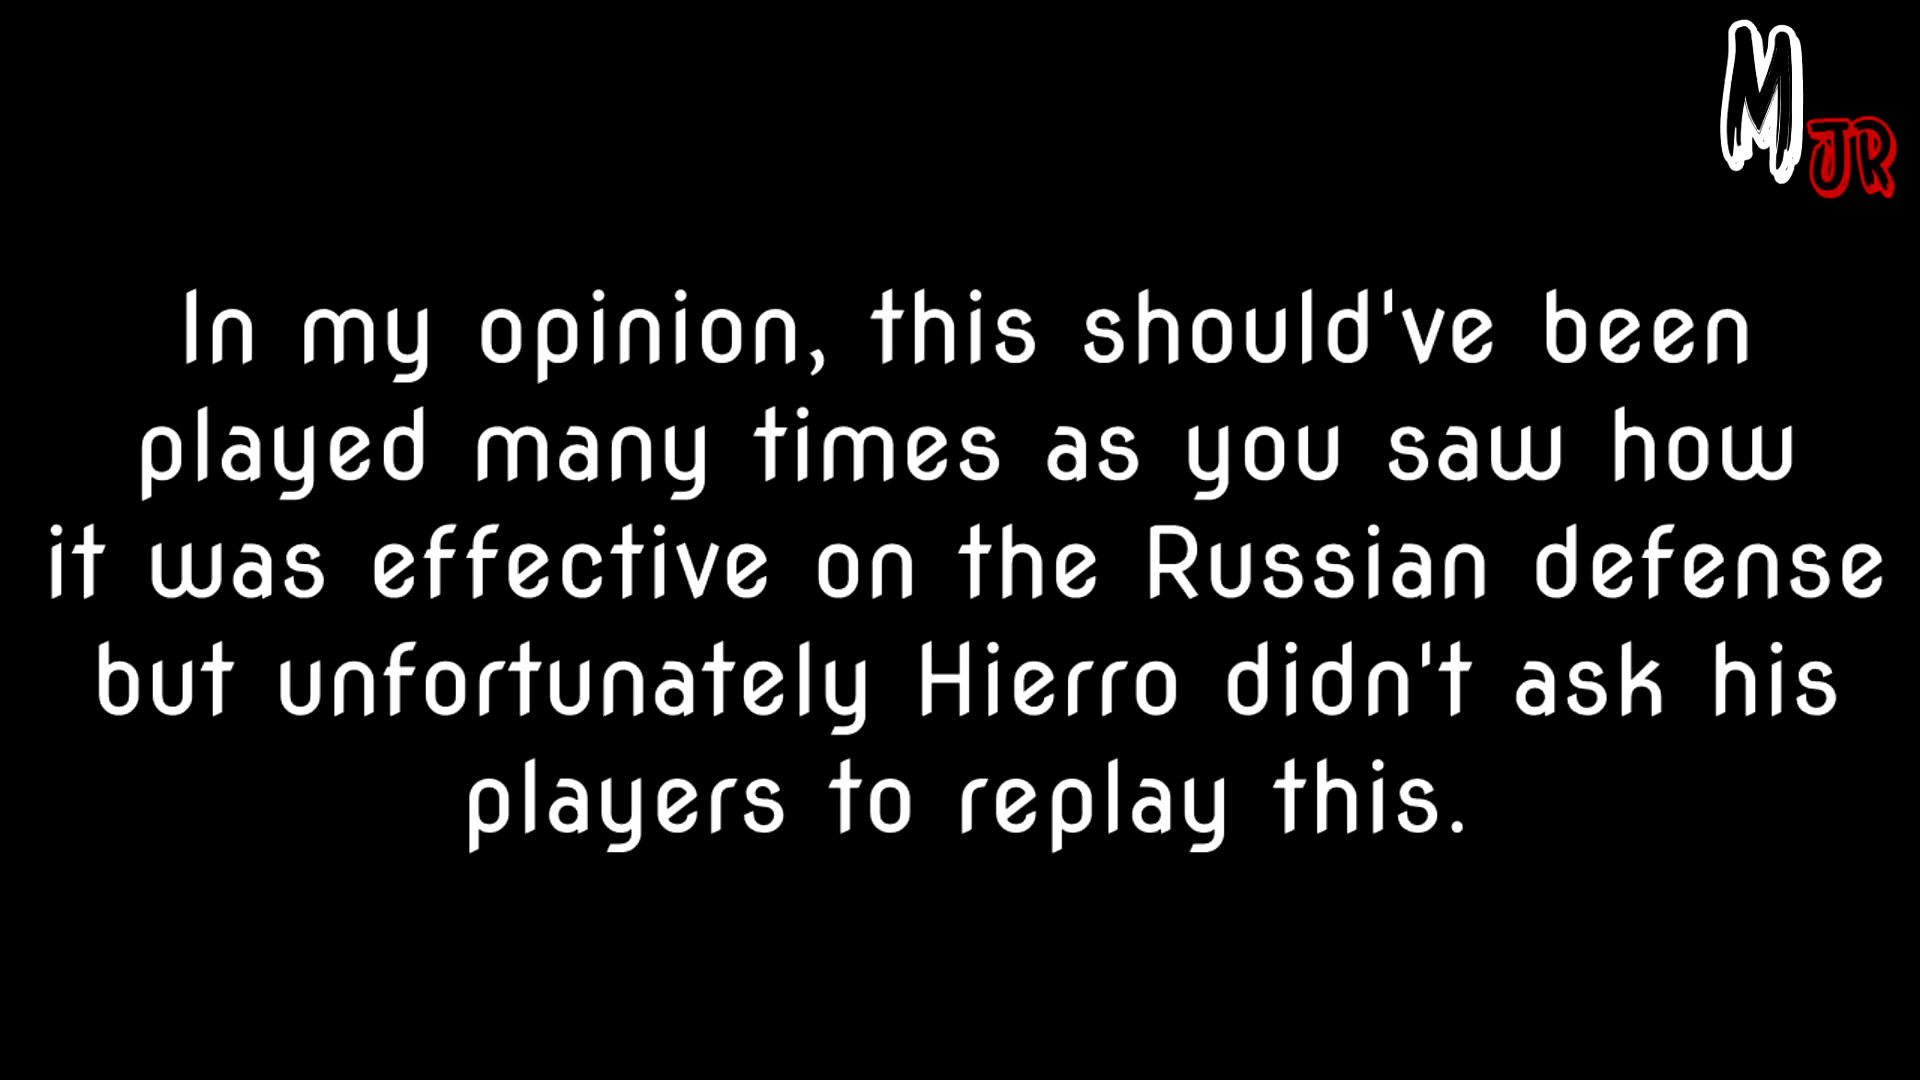 M
JR
In my opinion, this should've been
played many times as you saw how
it was effective on the Russian defense
but unfortunately Hierro didn't ask his
players to replay this.